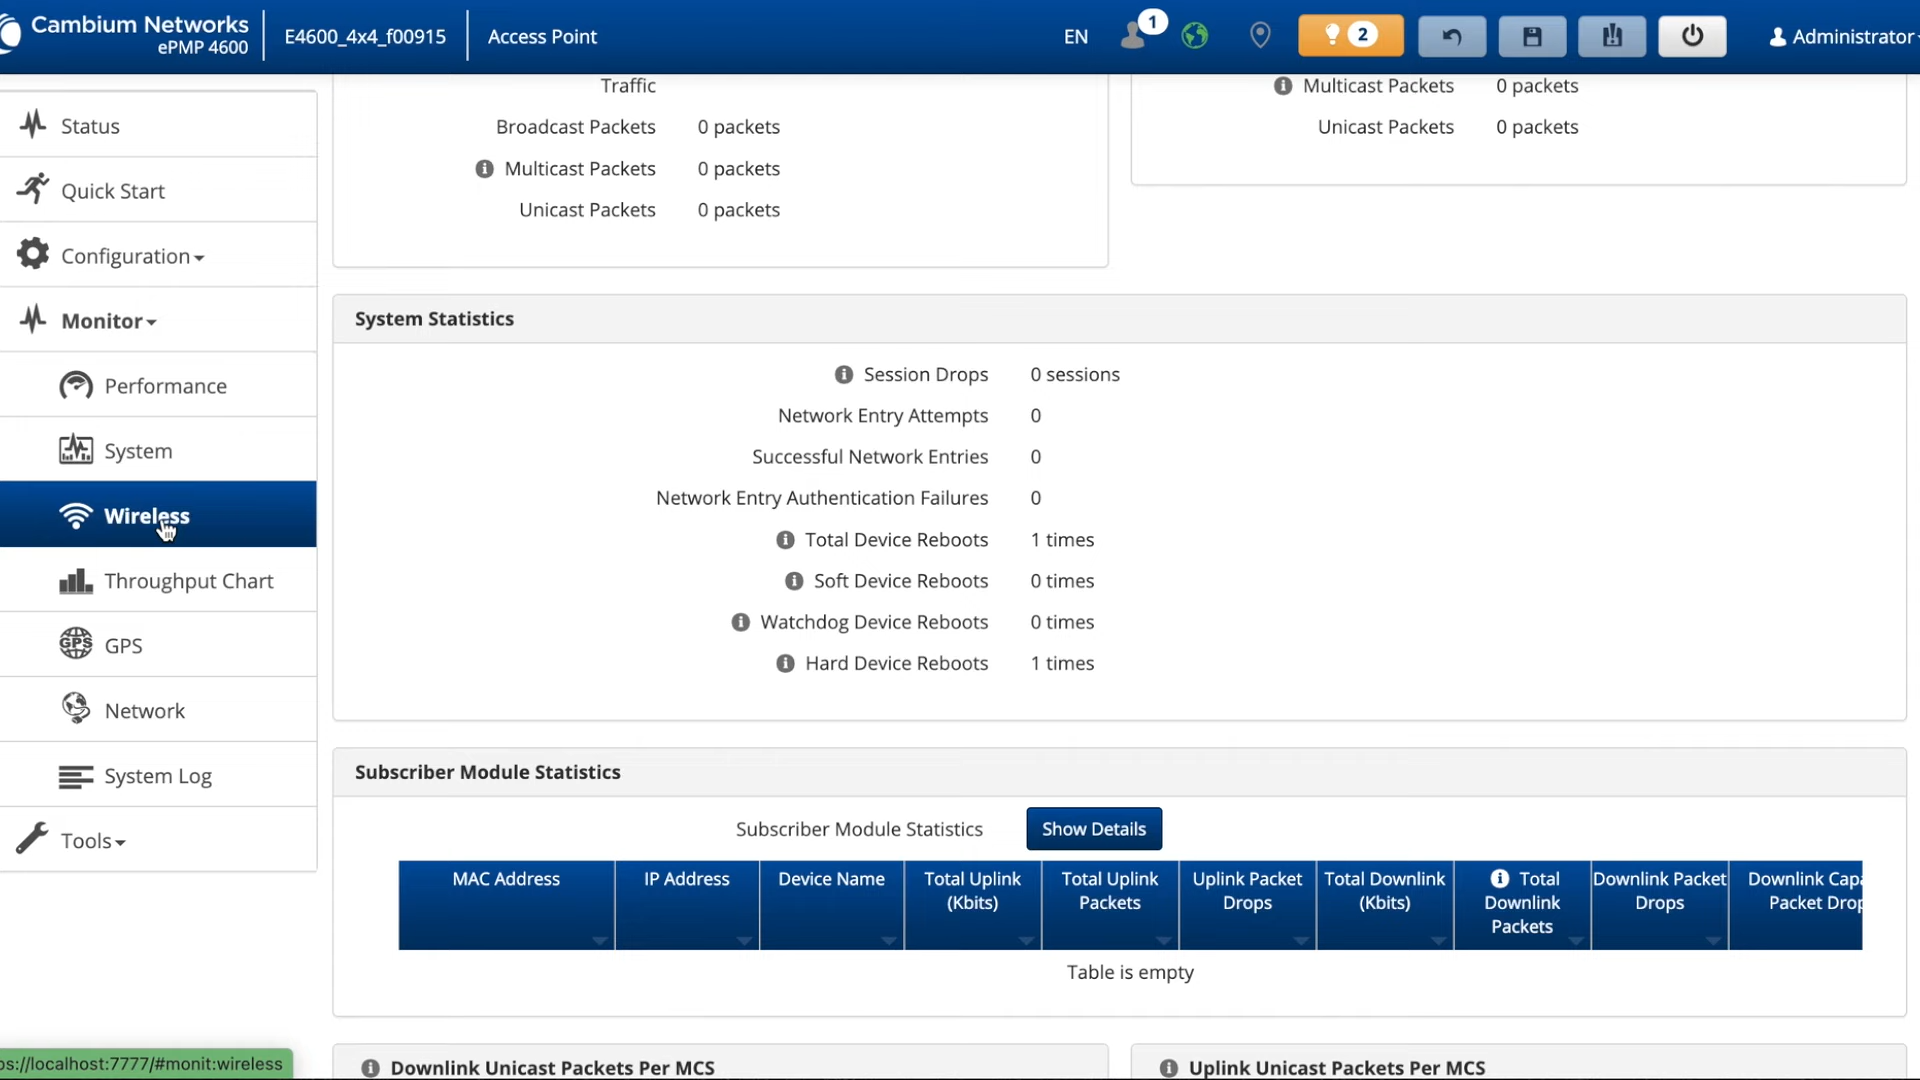 Cambium Networks
ePMP 4600
E4600_4x4_f00915
Access Point
EN
1
2
Administrator
Status
Quick Start
Configuration
Monitor
Performance
System
Wireless
Throughput Chart
GPS
GPS
Network
System Log
Tools
Traffic
Broadcast Packets 0 packets
Multicast Packets 0 packets
Unicast Packets 0 packets
Multicast Packets 0 packets
Unicast Packets 0 packets
System Statistics
Session Drops 0 sessions
Network Entry Attempts 0
Successful Network Entries 0
Network Entry Authentication Failures 0
Total Device Reboots 1 times
Soft Device Reboots 0 times
Watchdog Device Reboots 0 times
Hard Device Reboots 1 times
Subscriber Module Statistics
Subscriber Module Statistics Show Details
MAC Address
IP Address
Device Name
Total Uplink
(Kbits)
Total Uplink
Packets
Uplink Packet
Drops
Total Downlink
(Kbits)
Total
Downlink
Packets
Downlink Packet
Drops
Downlink Capa
Packet Drop
Table is empty
Downlink Unicast Packets Per MCS
Uplink Unicast Packets Per MCS
ps://localhost:7777/#monit:wireless